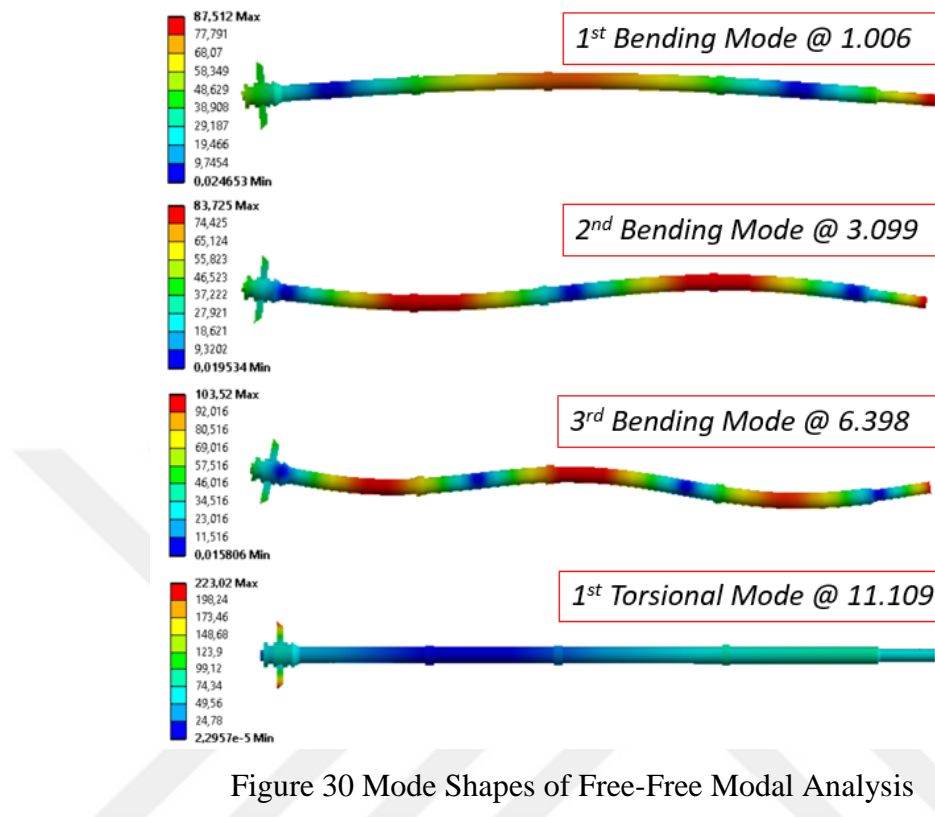 87,512 Max
77,791
68,07
58,349
48,629
38,908
29,187
19,466
9,7454
0,024653 Min
1st Bending Mode @ 1.006
83,725 Max
74,425
65,124
55,823
46,523
37,222
27,921
18,621
9,3202
0,019534 Min
2nd Bending Mode @ 3.099
103,52 Max
92,016
80,516
69,016
57,516
46,016
34,516
23,016
11,516
0,015806 Min
3rd Bending Mode @ 6.398
223,02 Max
198,24
173,46
148,68
123,9
99,12
74,34
49,56
24,78
2,2957e-5 Min
1st Torsional Mode @ 11.109
Figure 30 Mode Shapes of Free-Free Modal Analysis